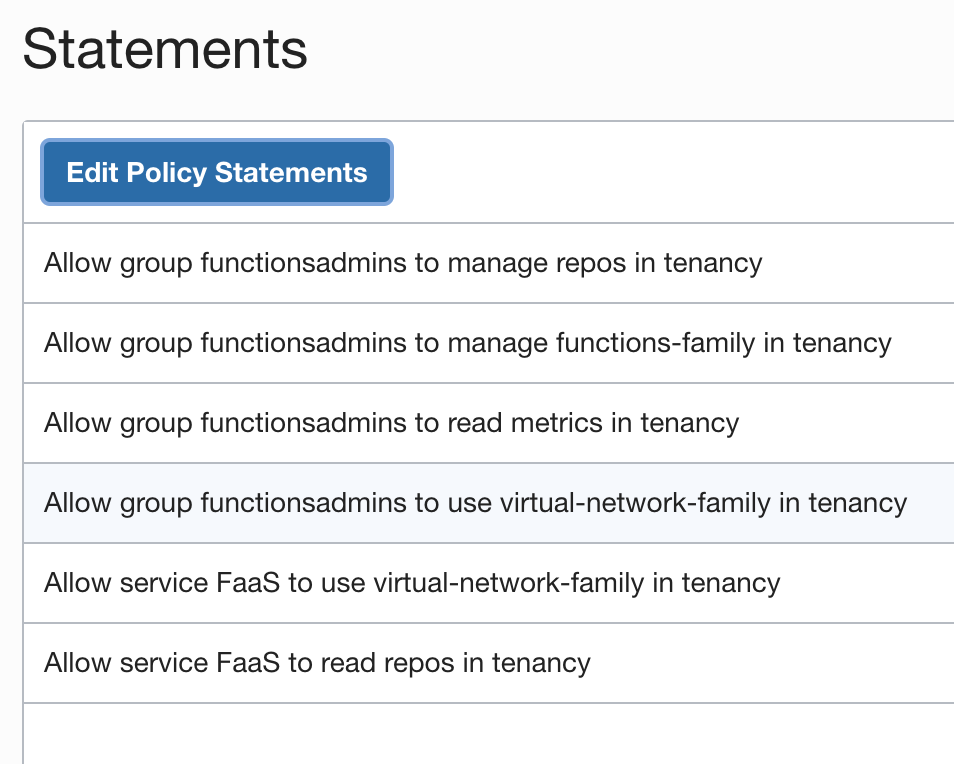 Statements
Edit Policy Statements
Allow group functionsadmins to manage repos in tenancy
Allow group functionsadmins to manage functions-family in tenancy
Allow group functionsadmins to read metrics in tenancy
Allow group functionsadmins to use virtual-network-family in tenancy
Allow service FaaS to use virtual-network-family in tenancy
Allow service FaaS to read repos in tenancy